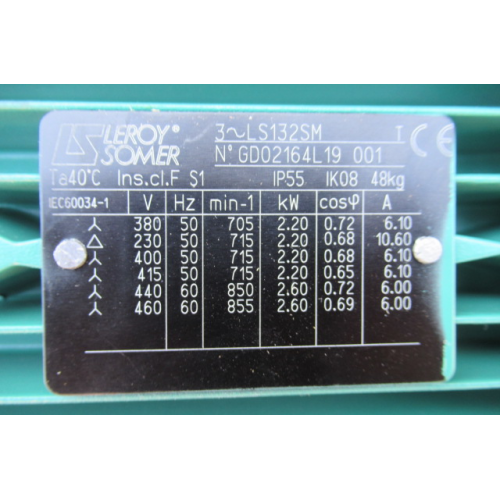 LS LEROY® SOMER 3~LS132SM T CE
N° GD02164L19 001
Ta40°C Ins.cl.F S1 IP55 IK08 48kg
IEC60034-1 V Hz min-1 kW cosφ A
⅄ 380 50 705 2.20 0.72 6.10
△ 230 50 715 2.20 0.68 10.60
⅄ 400 50 715 2.20 0.68 6.10
⅄ 415 50 715 2.20 0.65 6.10
⅄ 440 60 850 2.60 0.72 6.00
⅄ 460 60 855 2.60 0.69 6.00